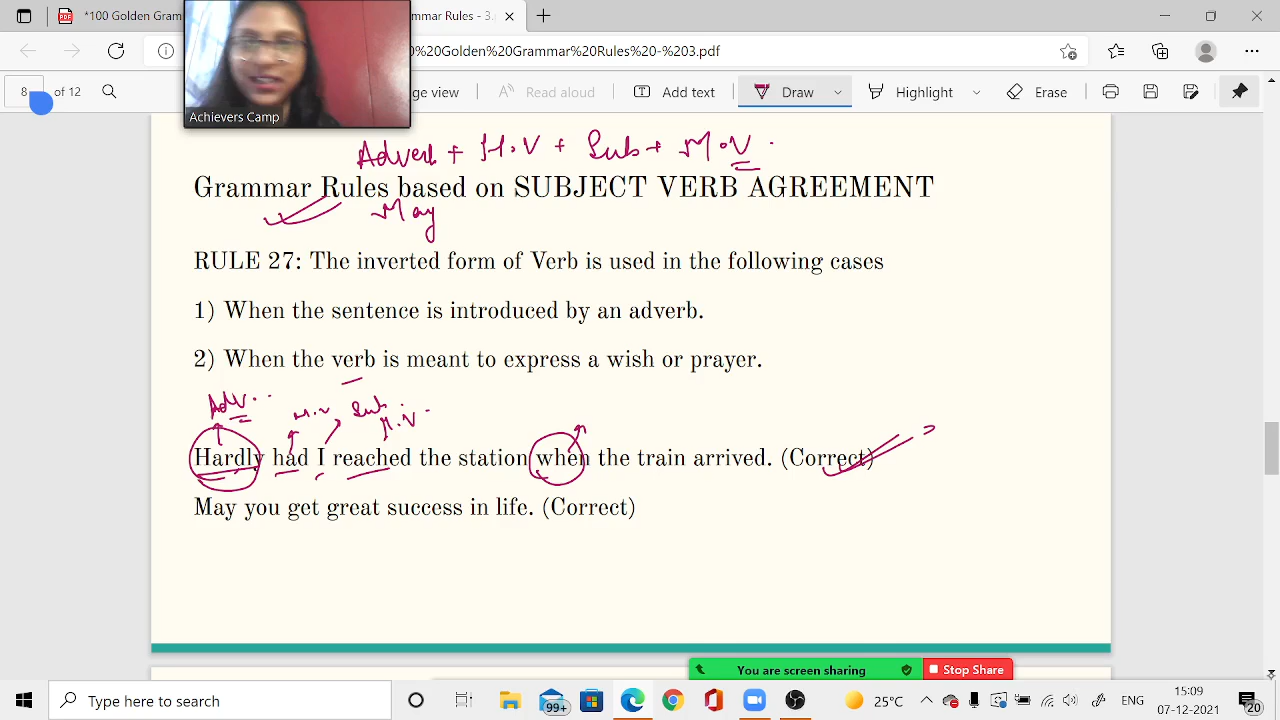 *100 Golden Gramm
mmar Rules - 3.
%20Golden%20Grammar%20Rules%20-%203.pdf
8 of 12
ge view
Read aloud
Add text
Draw
Highlight
Erase
Achievers Camp
Adverb + H.V + Sub + M.V
Grammar Rules based on SUBJECT VERB AGREEMENT
May
RULE 27: The inverted form of Verb is used in the following cases
1) When the sentence is introduced by an adverb.
2) When the verb is meant to express a wish or prayer.
Adv. H.V Sub M.V
Hardly had I reached the station when the train arrived. (Correct)
May you get great success in life. (Correct)
You are screen sharing
Stop Share
Type here to search
99+
25°C
ENG
15:09
07-12-2021
20